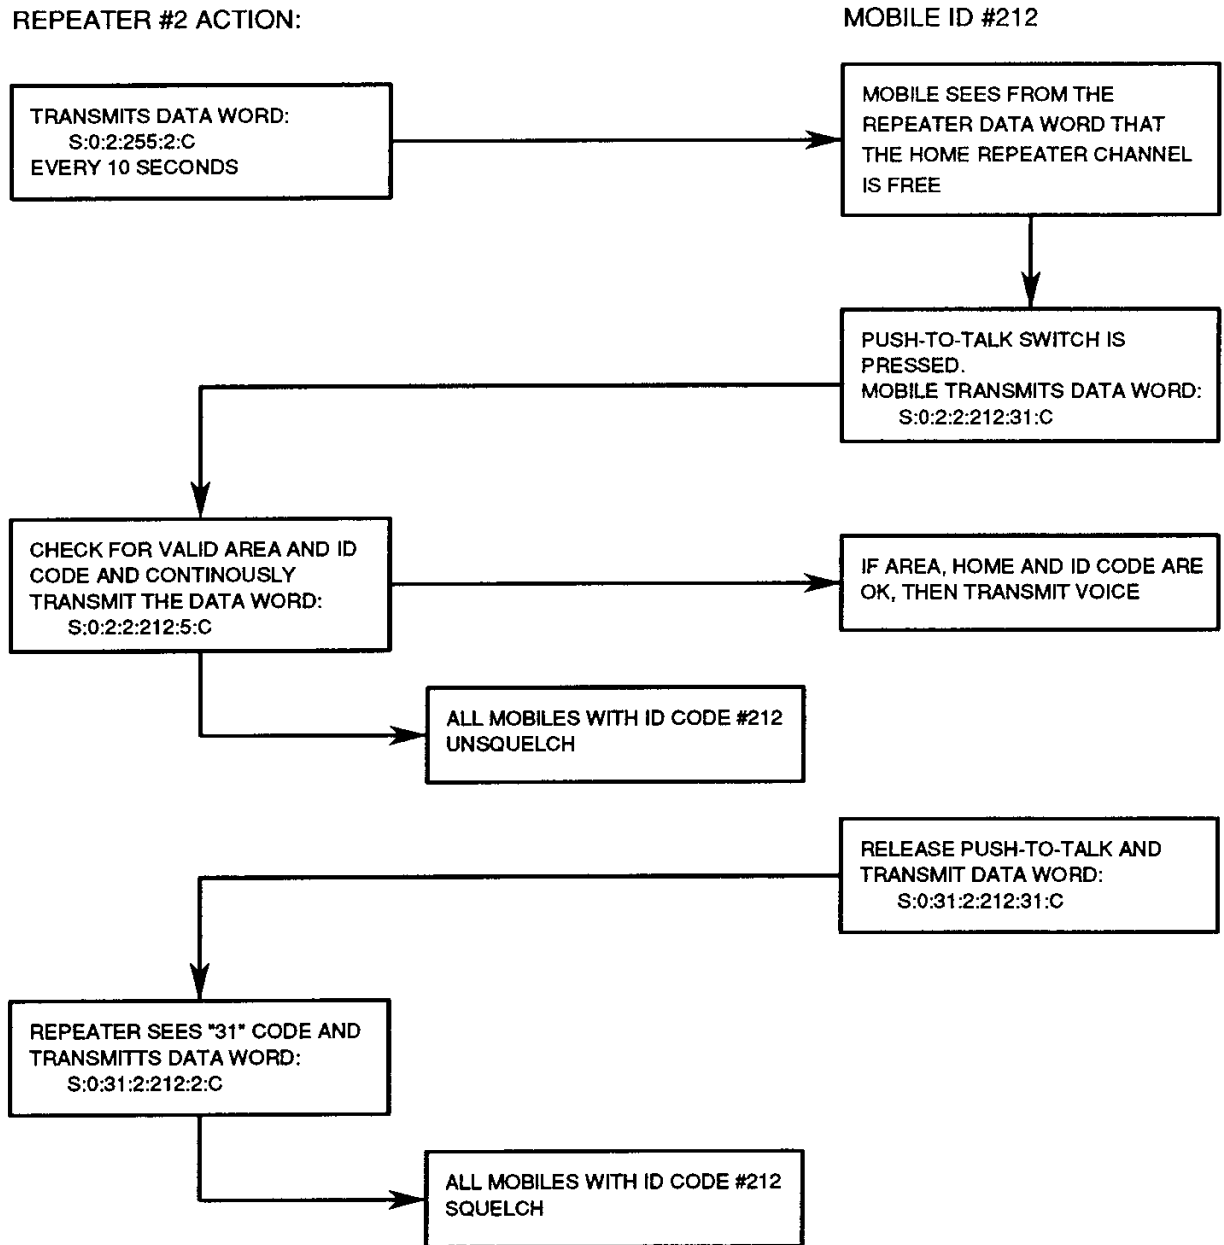 REPEATER #2 ACTION:
MOBILE ID #212
TRANSMITS DATA WORD:
S:0:2:255:2:C
EVERY 10 SECONDS
MOBILE SEES FROM THE
REPEATER DATA WORD THAT
THE HOME REPEATER CHANNEL
IS FREE
PUSH-TO-TALK SWITCH IS
PRESSED.
MOBILE TRANSMITS DATA WORD:
S:0:2:2:212:31:C
CHECK FOR VALID AREA AND ID
CODE AND CONTINOUSLY
TRANSMIT THE DATA WORD:
S:0:2:2:212:5:C
IF AREA, HOME AND ID CODE ARE
OK, THEN TRANSMIT VOICE
ALL MOBILES WITH ID CODE #212
UNSQUELCH
RELEASE PUSH-TO-TALK AND
TRANSMIT DATA WORD:
S:0:31:2:212:31:C
REPEATER SEES "31" CODE AND
TRANSMITTS DATA WORD:
S:0:31:2:212:2:C
ALL MOBILES WITH ID CODE #212
SQUELCH